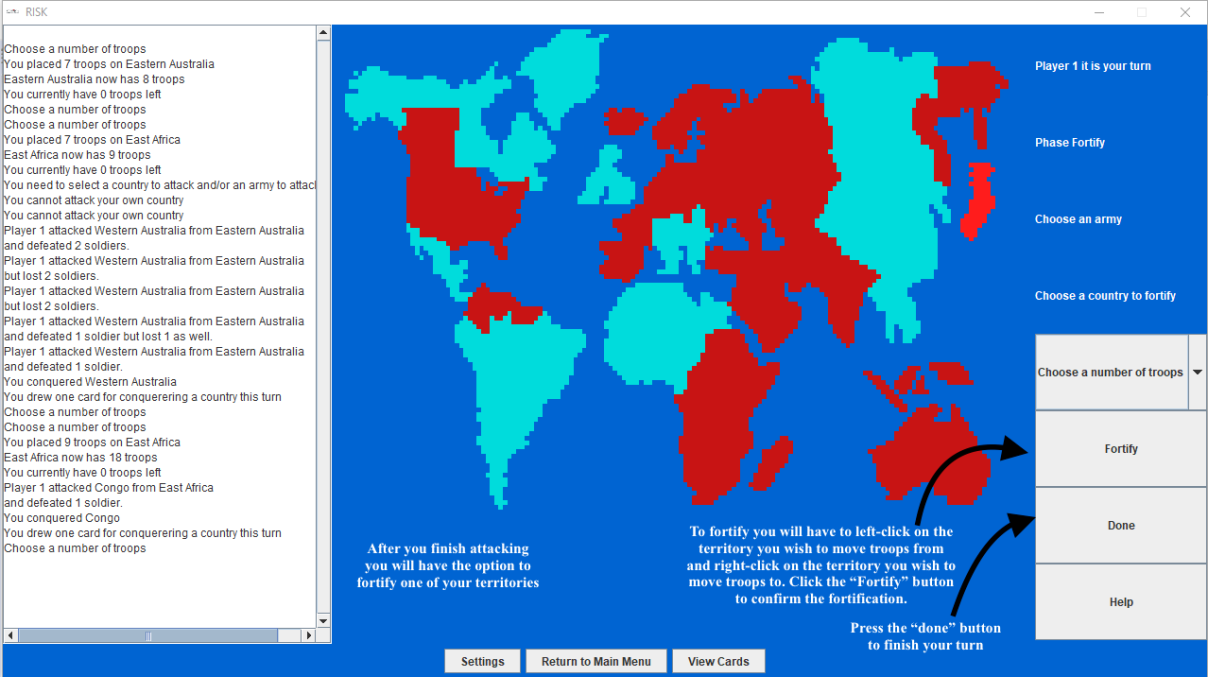 RISK
Choose a number of troops
You placed 7 troops on Eastern Australia
Eastern Australia now has 8 troops
You currently have 0 troops left
Choose a number of troops
Choose a number of troops
You placed 7 troops on East Africa
East Africa now has 9 troops
You currently have 0 troops left
You need to select a country to attack and/or an army to attacl
You cannot attack your own country
You cannot attack your own country
Player 1 attacked Western Australia from Eastern Australia
and defeated 2 soldiers.
Player 1 attacked Western Australia from Eastern Australia
but lost 2 soldiers.
Player 1 attacked Western Australia from Eastern Australia
but lost 2 soldiers.
Player 1 attacked Western Australia from Eastern Australia
and defeated 1 soldier but lost 1 as well.
Player 1 attacked Western Australia from Eastern Australia
and defeated 1 soldier.
You conquered Western Australia
You drew one card for conquerering a country this turn
Choose a number of troops
Choose a number of troops
You placed 9 troops on East Africa
East Africa now has 18 troops
You currently have 0 troops left
Player 1 attacked Congo from East Africa
and defeated 1 soldier.
You conquered Congo
You drew one card for conquerering a country this turn
Choose a number of troops
Player 1 it is your turn
Phase Fortify
Choose an army
Choose a country to fortify
Choose a number of troops
Fortify
Done
Help
After you finish attacking
you will have the option to
fortify one of your territories
To fortify you will have to left-click on the
territory you wish to move troops from
and right-click on the territory you wish to
move troops to. Click the “Fortify” button
to confirm the fortification.
Press the “done” button
to finish your turn
Settings
Return to Main Menu
View Cards